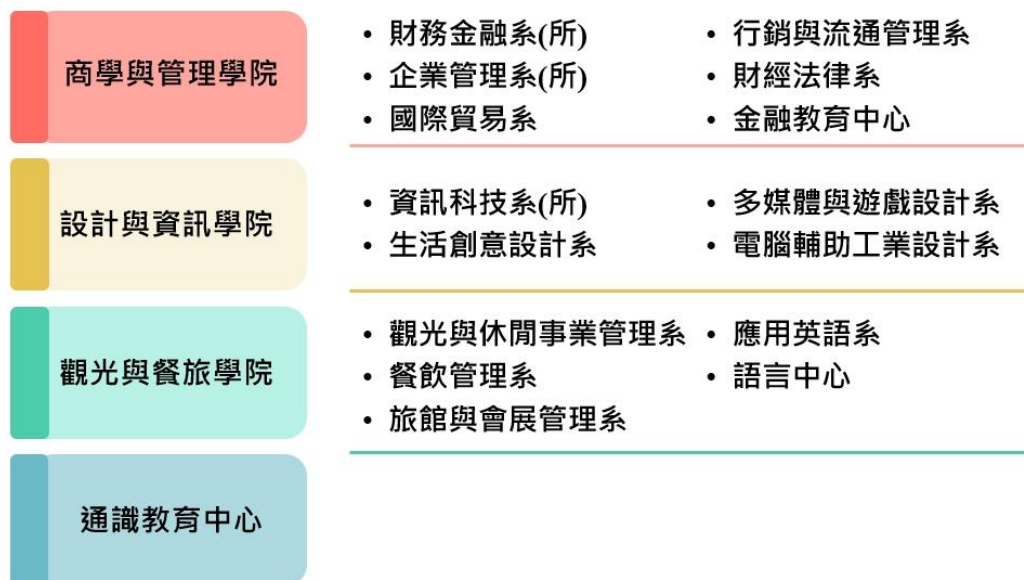 商學與管理學院
• 財務金融系(所)
• 企業管理系(所)
• 國際貿易系
• 行銷與流通管理系
• 財經法律系
• 金融教育中心
設計與資訊學院
• 資訊科技系(所)
• 生活創意設計系
• 多媒體與遊戲設計系
• 電腦輔助工業設計系
觀光與餐旅學院
• 觀光與休閒事業管理系
• 餐飲管理系
• 旅館與會展管理系
• 應用英語系
• 語言中心
通識教育中心